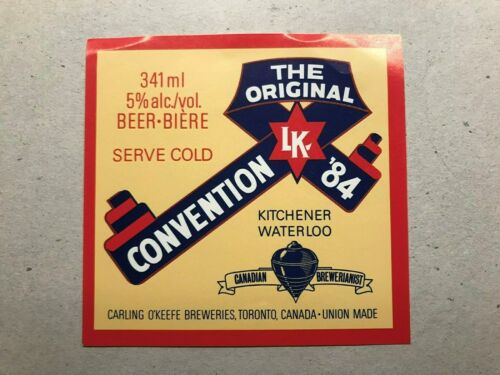 341 ml
5% alc./vol.
BEER•BIÈRE
SERVE COLD
THE
ORIGINAL
LK
CONVENTION
'84
KITCHENER
WATERLOO
CANADIAN BREWERIANIST
CARLING O'KEEFE BREWERIES, TORONTO, CANADA • UNION MADE